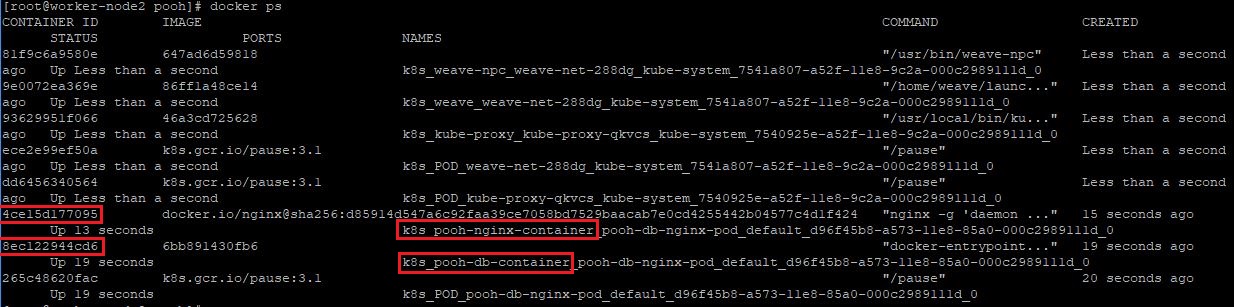 [root@worker-node2 pooh]# docker ps
CONTAINER ID IMAGE COMMAND CREATED
STATUS PORTS NAMES
81f9c6a9580e 647ad6d59818 "/usr/bin/weave-npc" Less than a second
ago Up Less than a second k8s_weave-npc_weave-net-288dg_kube-system_7541a807-a52f-11e8-9c2a-000c2989111d_0
9e0072ea369e 86ff1a48ce14 "/home/weave/launc..." Less than a second
ago Up Less than a second k8s_weave_weave-net-288dg_kube-system_7541a807-a52f-11e8-9c2a-000c2989111d_0
93629951f066 46a3cd725628 "/usr/local/bin/ku..." Less than a second
ago Up Less than a second k8s_kube-proxy_kube-proxy-qkvcs_kube-system_7540925e-a52f-11e8-9c2a-000c2989111d_0
ece2e99ef50a k8s.gcr.io/pause:3.1 "/pause" Less than a second
ago Up Less than a second k8s_POD_weave-net-288dg_kube-system_7541a807-a52f-11e8-9c2a-000c2989111d_0
dd6456340564 k8s.gcr.io/pause:3.1 "/pause" Less than a second
ago Up Less than a second k8s_POD_kube-proxy-qkvcs_kube-system_7540925e-a52f-11e8-9c2a-000c2989111d_0
4ce15d177095 docker.io/nginx@sha256:d85914d547a6c92faa39ce7058bd7529baacab7e0cd4255442b04577c4d1f424 "nginx -g 'daemon ..." 15 seconds ago
Up 13 seconds k8s_pooh-nginx-container_pooh-db-nginx-pod_default_d96f45b8-a573-11e8-85a0-000c2989111d_0
8ec122944cd6 6bb891430fb6 "docker-entrypoint..." 19 seconds ago
Up 19 seconds k8s_pooh-db-container_pooh-db-nginx-pod_default_d96f45b8-a573-11e8-85a0-000c2989111d_0
265c48620fac k8s.gcr.io/pause:3.1 "/pause" 20 seconds ago
Up 19 seconds k8s_POD_pooh-db-nginx-pod_default_d96f45b8-a573-11e8-85a0-000c2989111d_0